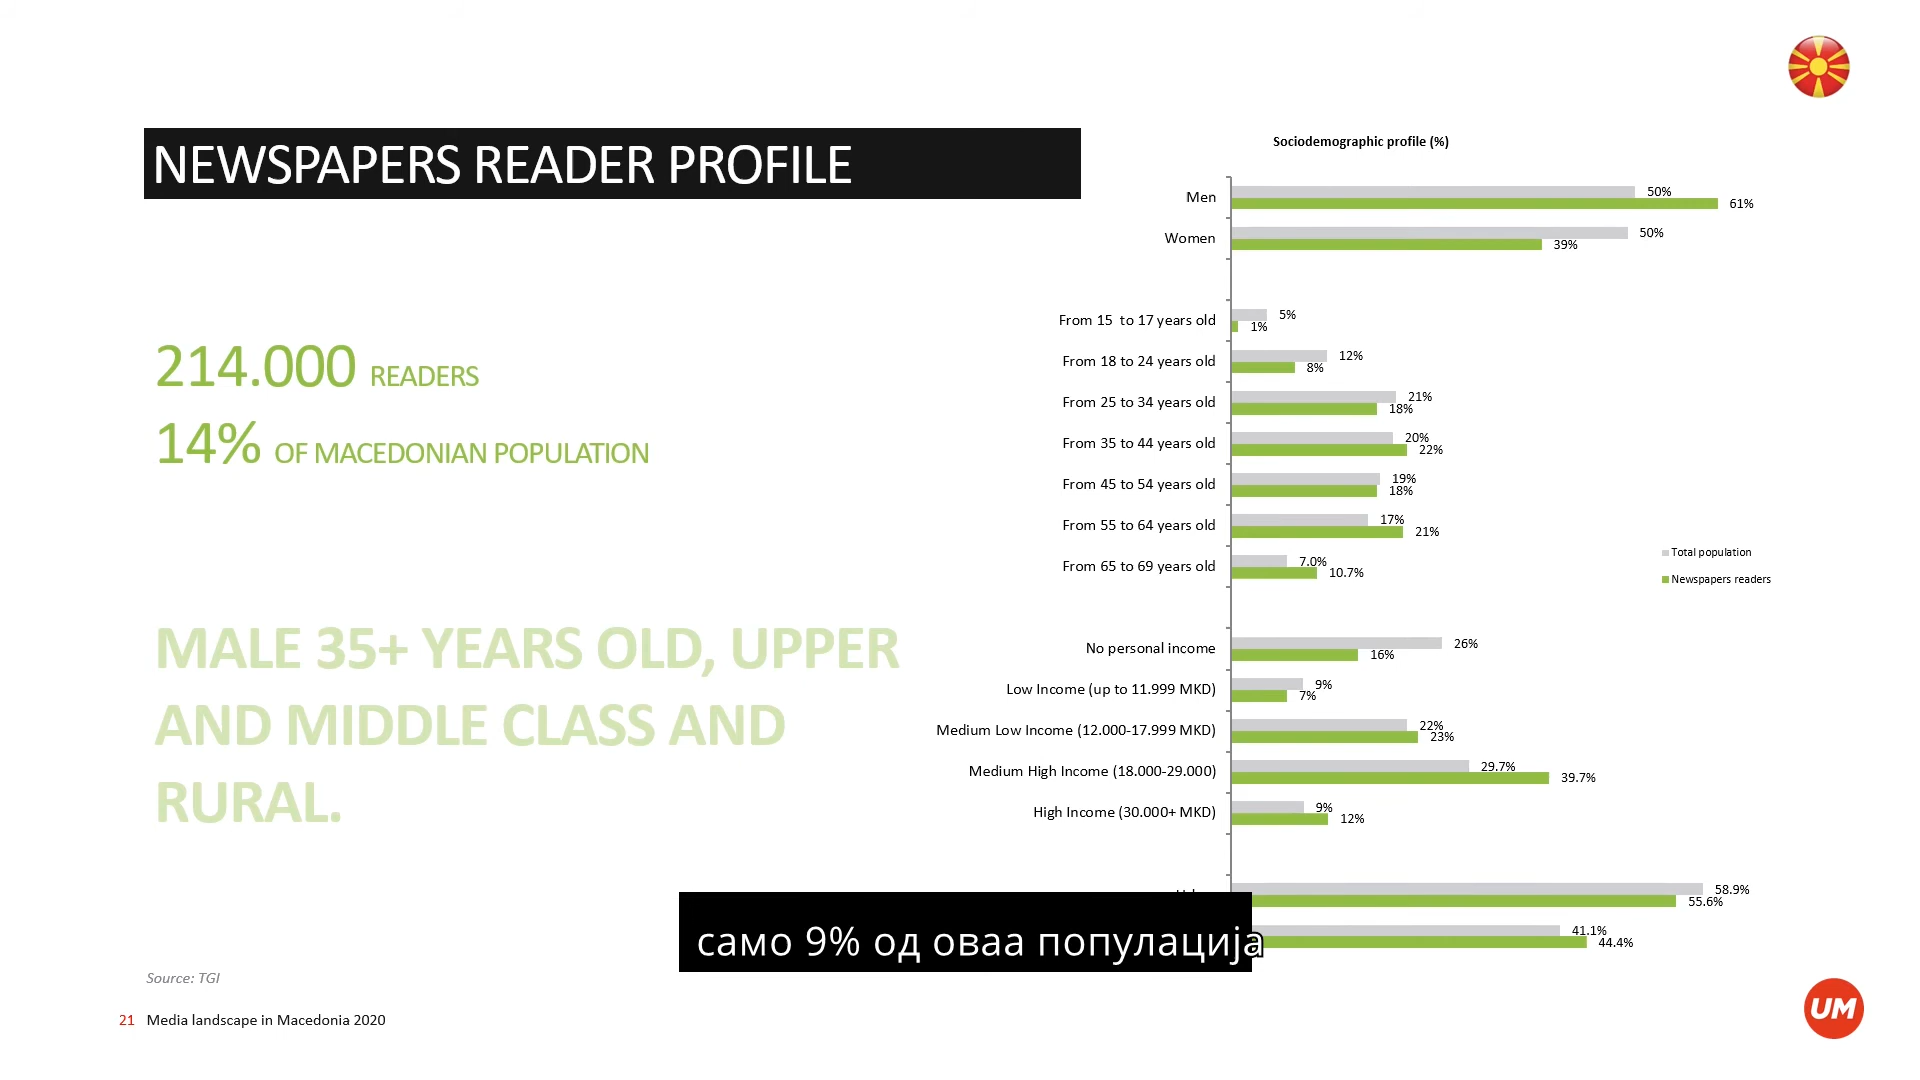 NEWSPAPERS READER PROFILE
214.000 READERS
14% OF MACEDONIAN POPULATION
MALE 35+ YEARS OLD, UPPER
AND MIDDLE CLASS AND
RURAL.
Sociodemographic profile (%)
Men 50% 61%
Women 50% 39%
From 15 to 17 years old 5% 1%
From 18 to 24 years old 12% 8%
From 25 to 34 years old 21% 18%
From 35 to 44 years old 20% 22%
From 45 to 54 years old 19% 18%
From 55 to 64 years old 17% 21%
From 65 to 69 years old 7.0% 10.7%
No personal income 26% 16%
Low Income (up to 11.999 MKD) 9% 7%
Medium Low Income (12.000-17.999 MKD) 22% 23%
Medium High Income (18.000-29.000) 29.7% 39.7%
High Income (30.000+ MKD) 9% 12%
58.9% 55.6%
41.1% 44.4%
Total population
Newspapers readers
само 9% од оваа популација
Source: TGI
21 Media landscape in Macedonia 2020
UM